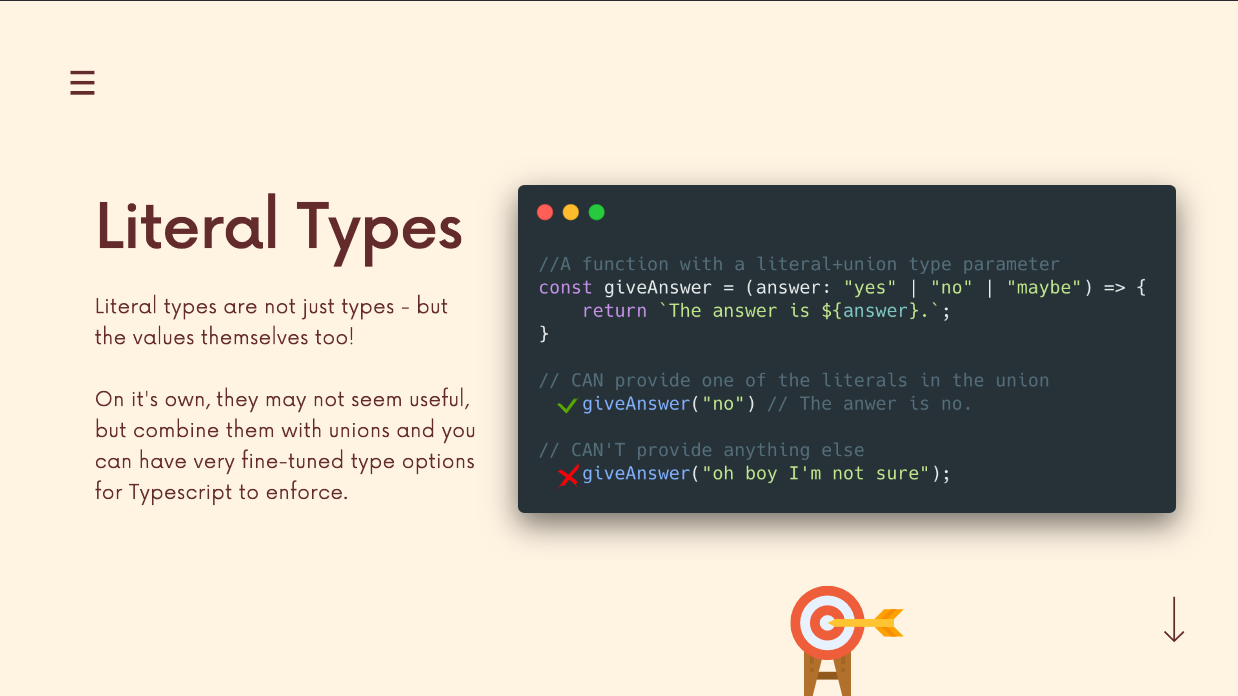 Literal Types
Literal types are not just types - but
the values themselves too!
On it's own, they may not seem useful,
but combine them with unions and you
can have very fine-tuned type options
for Typescript to enforce.
//A function with a literal+union type parameter
const giveAnswer = (answer: "yes" | "no" | "maybe") => {
    return `The answer is ${answer}.`;
}
// CAN provide one of the literals in the union
giveAnswer("no") // The anwer is no.
// CAN'T provide anything else
giveAnswer("oh boy I'm not sure");